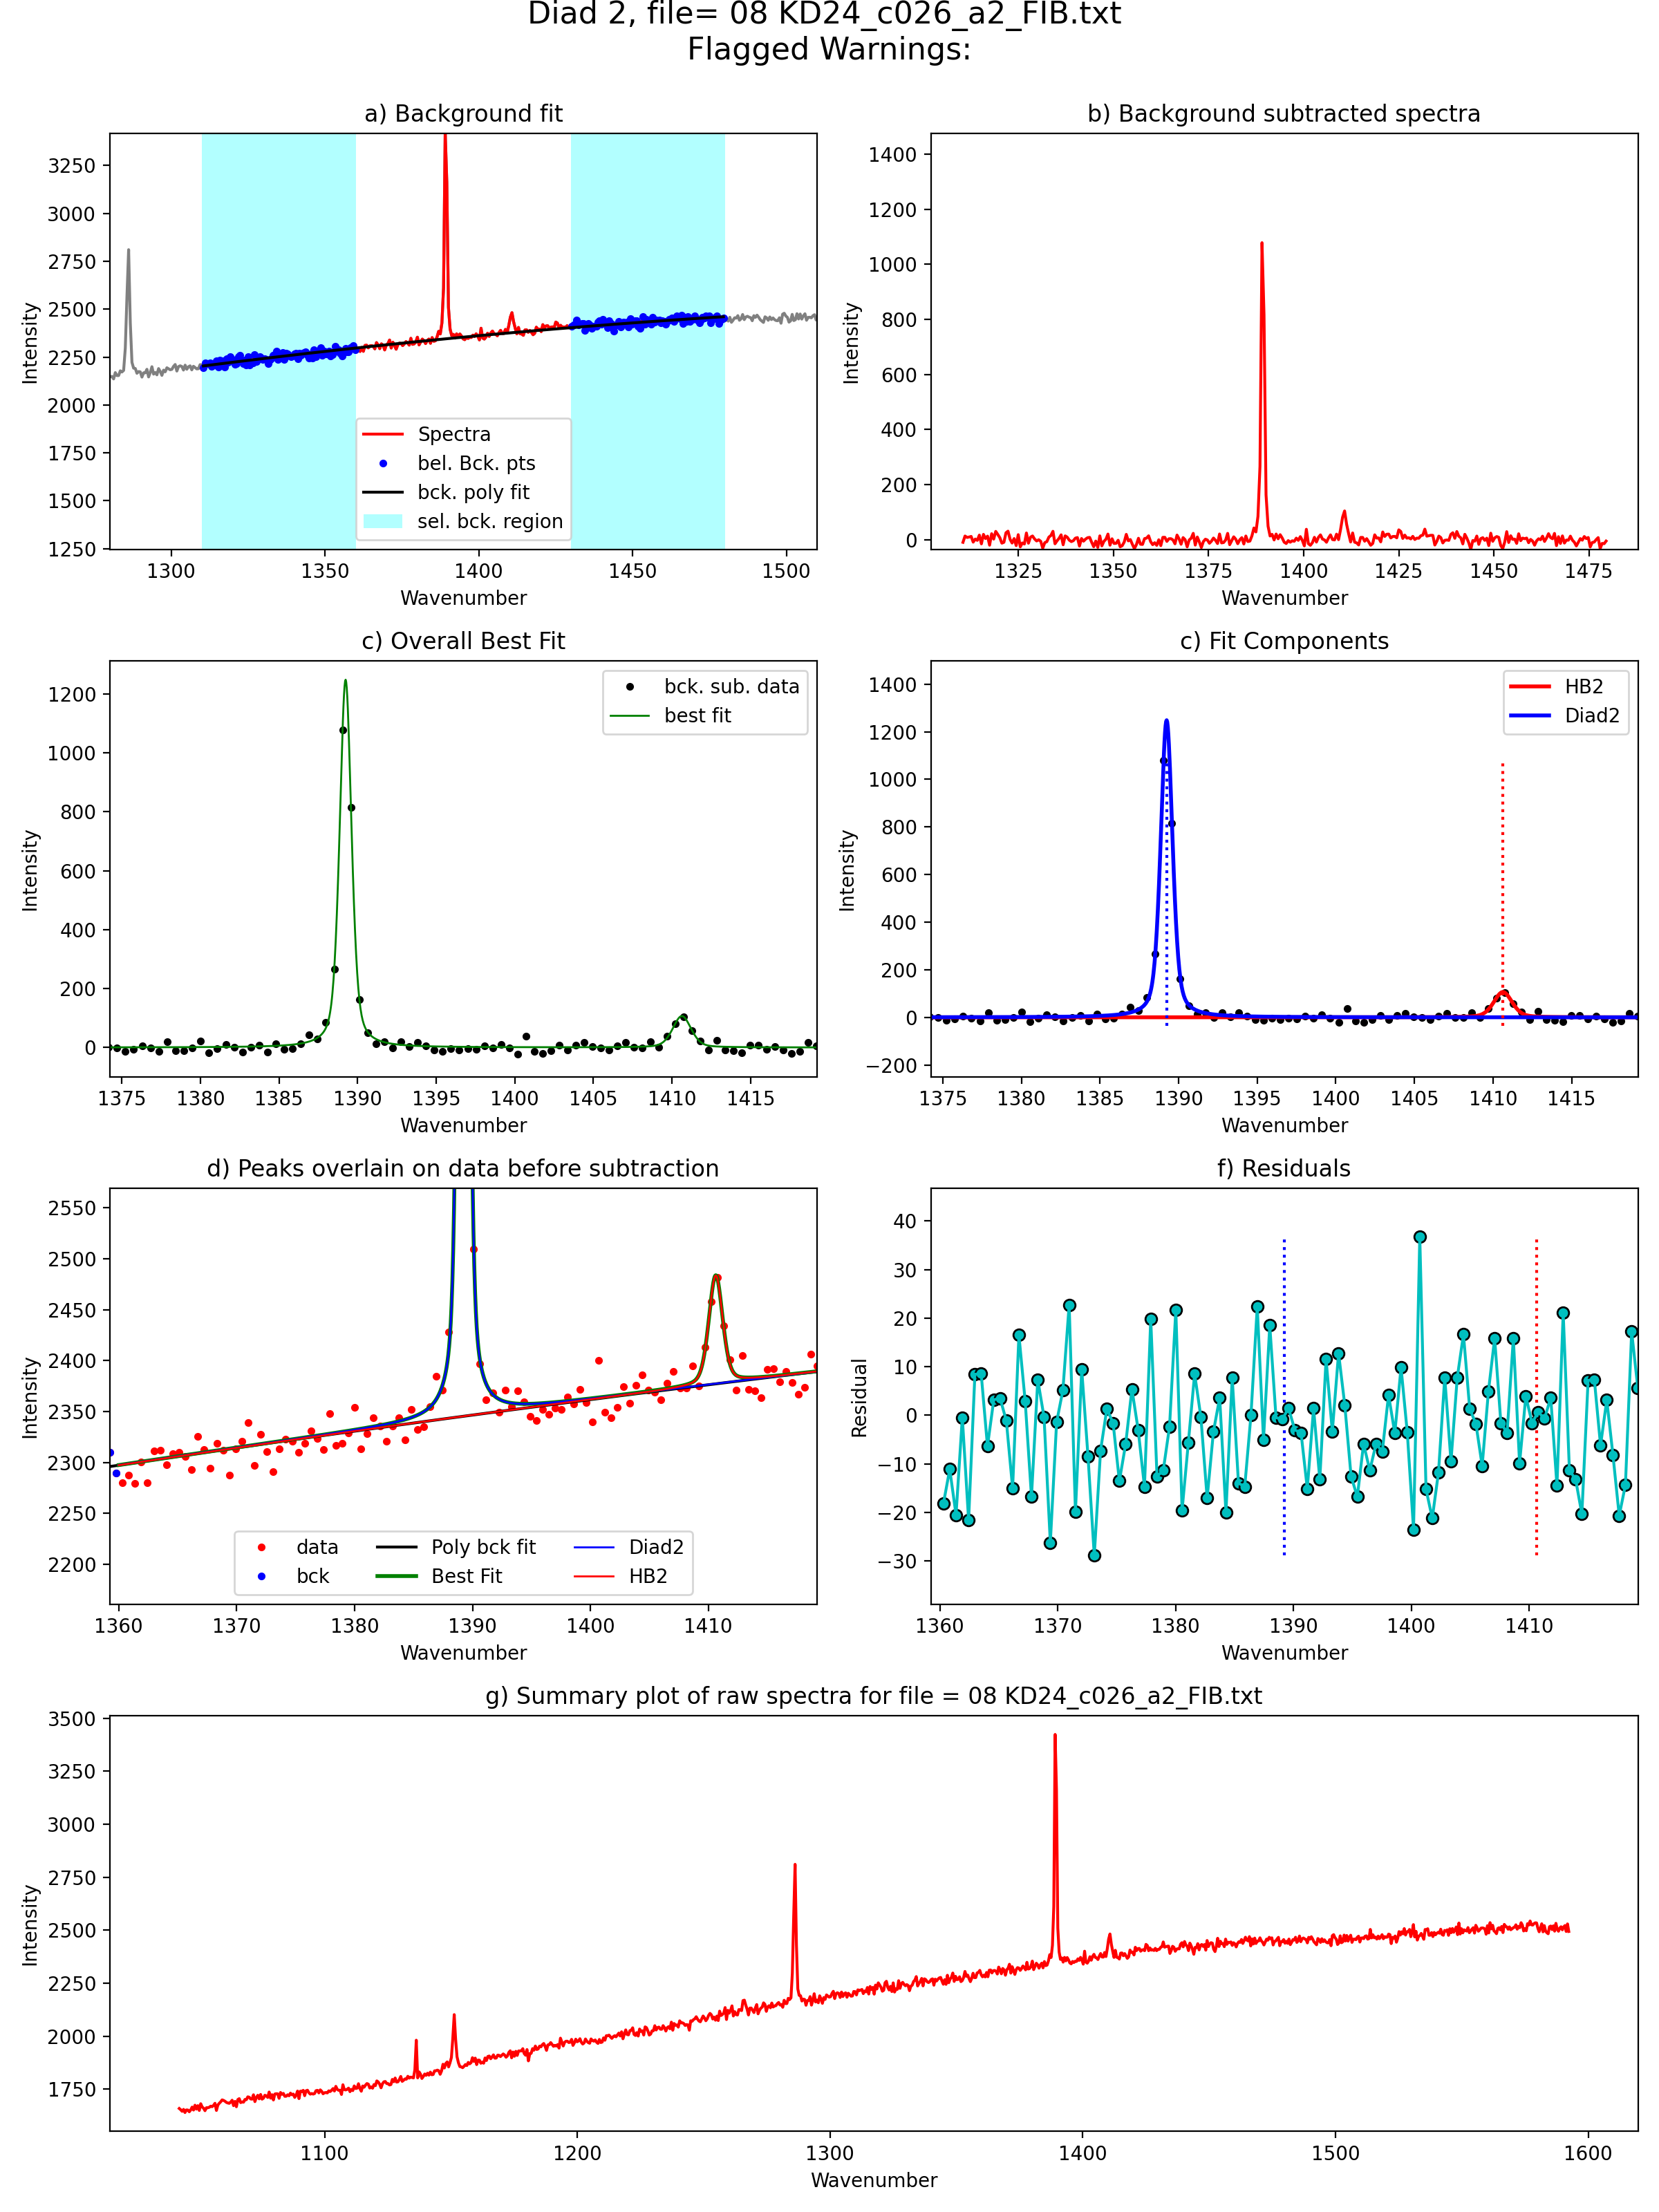 Diad 2, file= 08 KD24_c026_a2_FIB.txt
Flagged Warnings:
a) Background fit
3250
3000
2750
2500
2250
2000
1750
1500
1250
Intensity
Spectra
bel. Bck. pts
bck. poly fit
sel. bck. region
1300 1350 1400 1450 1500
Wavenumber
b) Background subtracted spectra
1400
1200
1000
800
600
400
200
0
Intensity
1325 1350 1375 1400 1425 1450 1475
Wavenumber
c) Overall Best Fit
1200
1000
800
600
400
200
0
Intensity
bck. sub. data
best fit
1375 1380 1385 1390 1395 1400 1405 1410 1415
Wavenumber
c) Fit Components
1400
1200
1000
800
600
400
200
0
−200
Intensity
HB2
Diad2
1375 1380 1385 1390 1395 1400 1405 1410 1415
Wavenumber
d) Peaks overlain on data before subtraction
2550
2500
2450
2400
2350
2300
2250
2200
Intensity
data Poly bck fit Diad2
bck Best Fit HB2
1360 1370 1380 1390 1400 1410
Wavenumber
f) Residuals
40
30
20
10
0
−10
−20
−30
Residual
1360 1370 1380 1390 1400 1410
Wavenumber
g) Summary plot of raw spectra for file = 08 KD24_c026_a2_FIB.txt
3500
3250
3000
2750
2500
2250
2000
1750
Intensity
1100 1200 1300 1400 1500 1600
Wavenumber